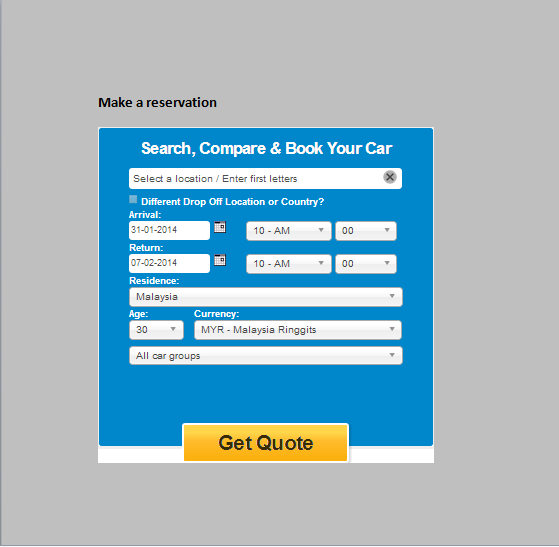 Make a reservation
Search, Compare & Book Your Car
Select a location / Enter first letters
Different Drop Off Location or Country?
Arrival:
31-01-2014 10 - AM 00
Return:
07-02-2014 10 - AM 00
Residence:
Malaysia
Age: Currency:
30 MYR - Malaysia Ringgits
All car groups
Get Quote